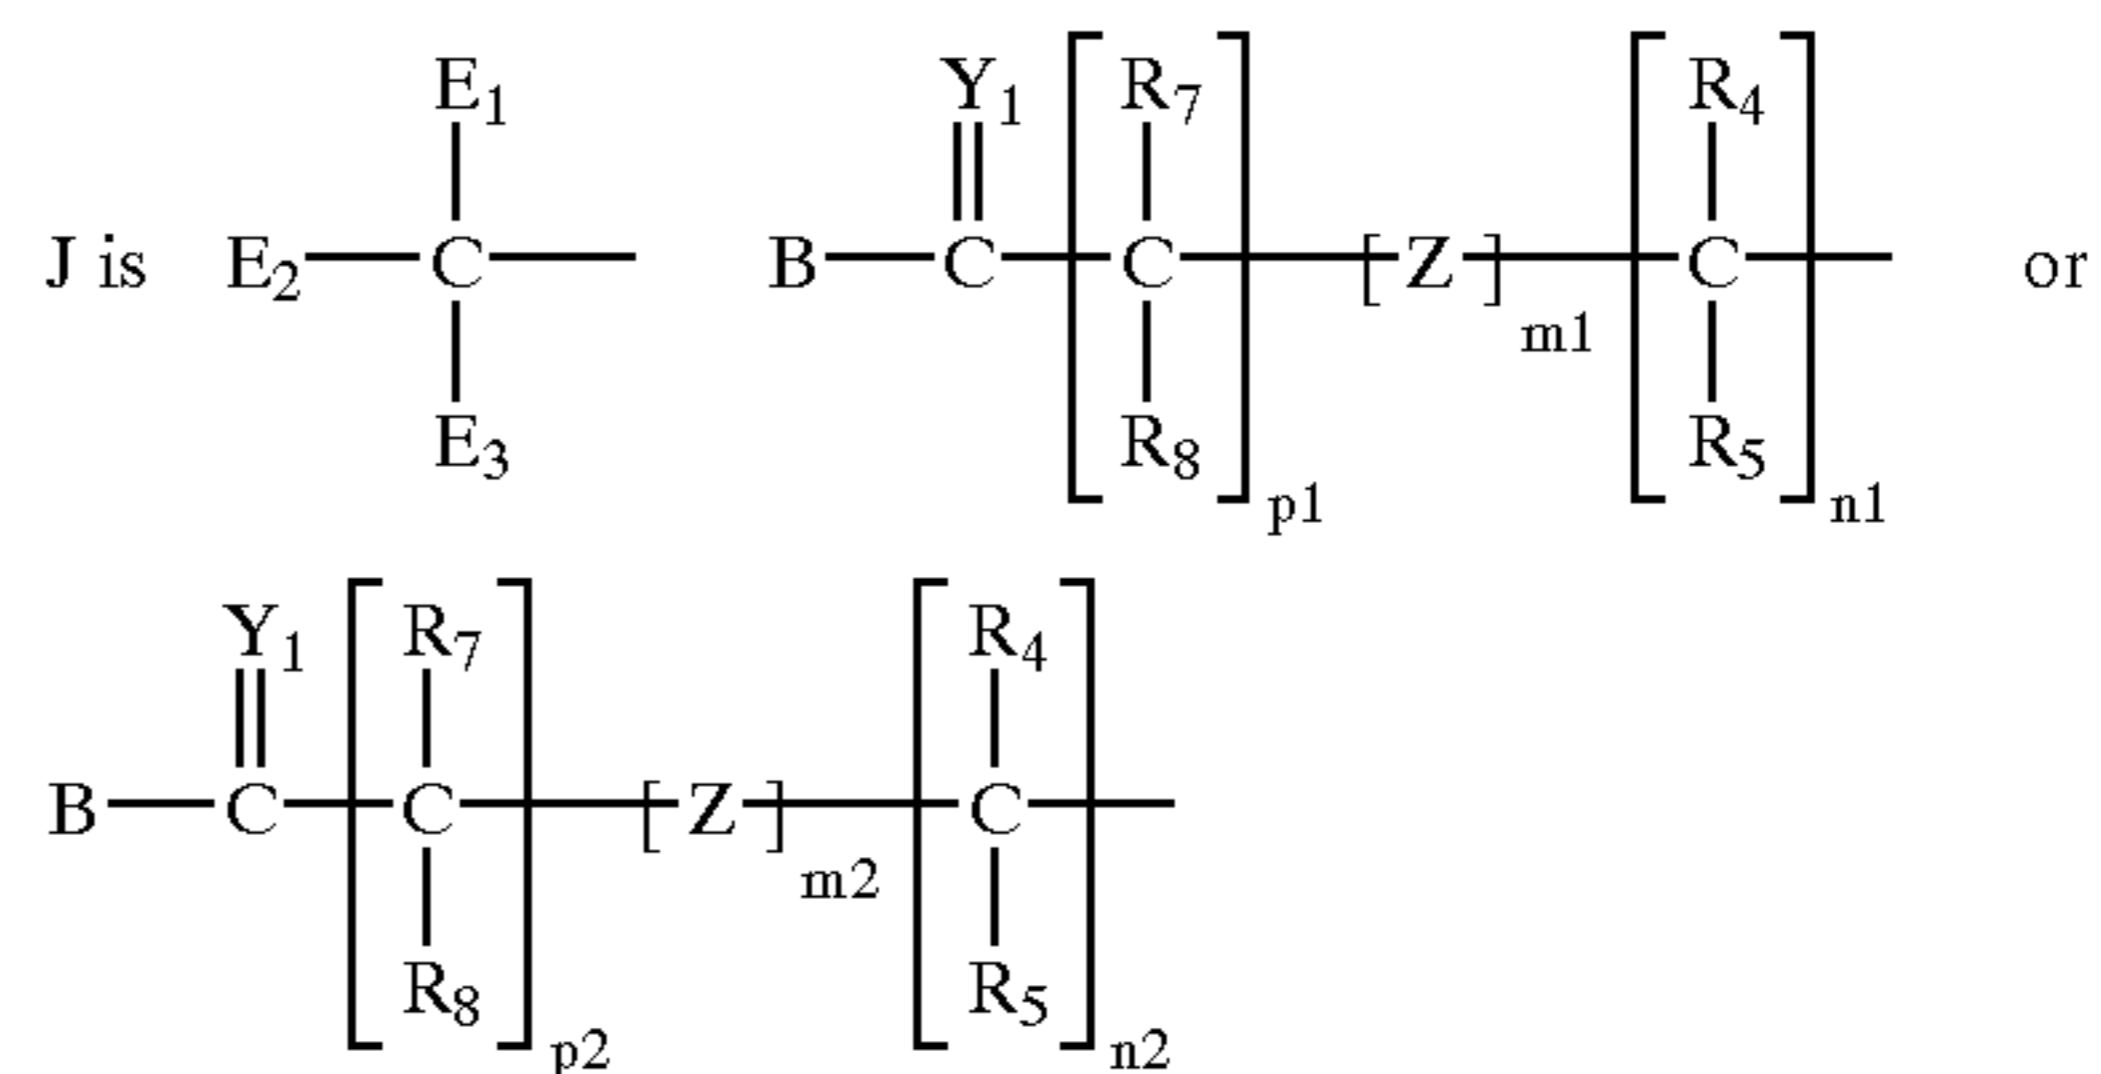 E1 Y1 R7 R4
J is E2 C B C C [ Z ] m1 C or
E3 R8 p1 R5 n1
Y1 R7 R4
B C C [ Z ] m2 C
R8 p2 R5 n2